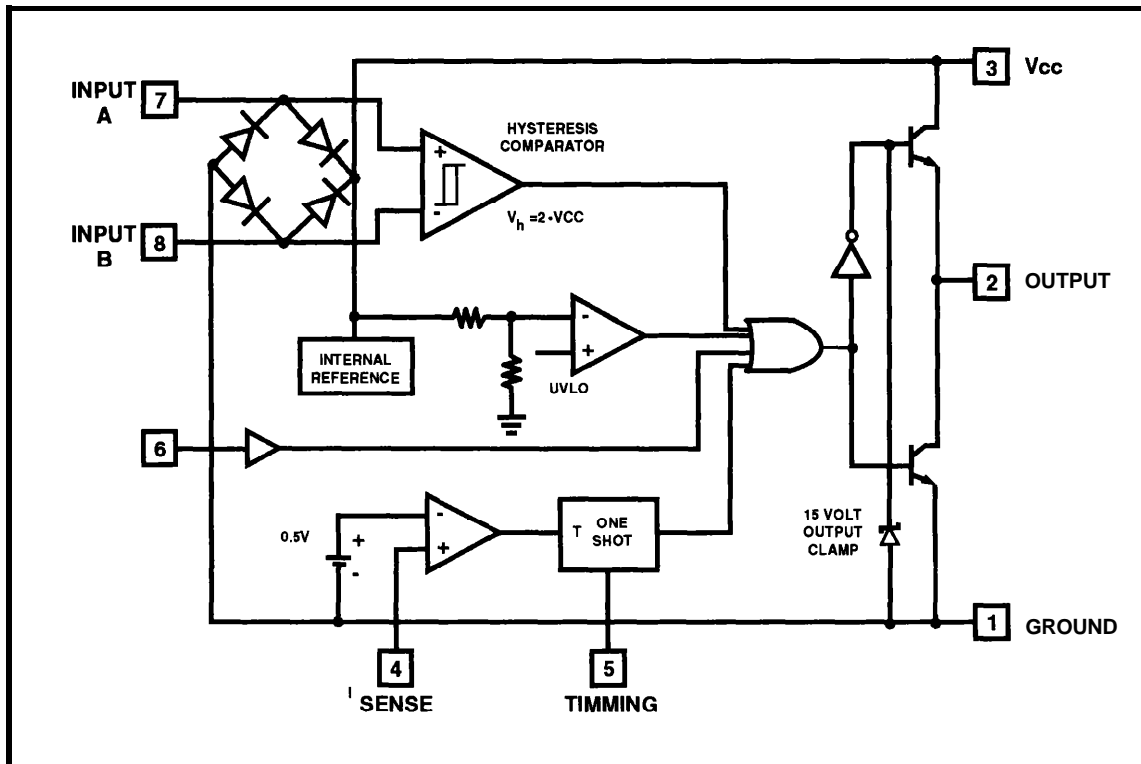 INPUT
A
7
3
Vcc
HYSTERESIS
COMPARATOR
+
-
Vh =2•VCC
INPUT
B
8
2
OUTPUT
INTERNAL
REFERENCE
-
+
UVLO
6
0.5V
+
-
-
+
T
ONE
SHOT
15 VOLT
OUTPUT
CLAMP
1
GROUND
4
I SENSE
5
TIMMING